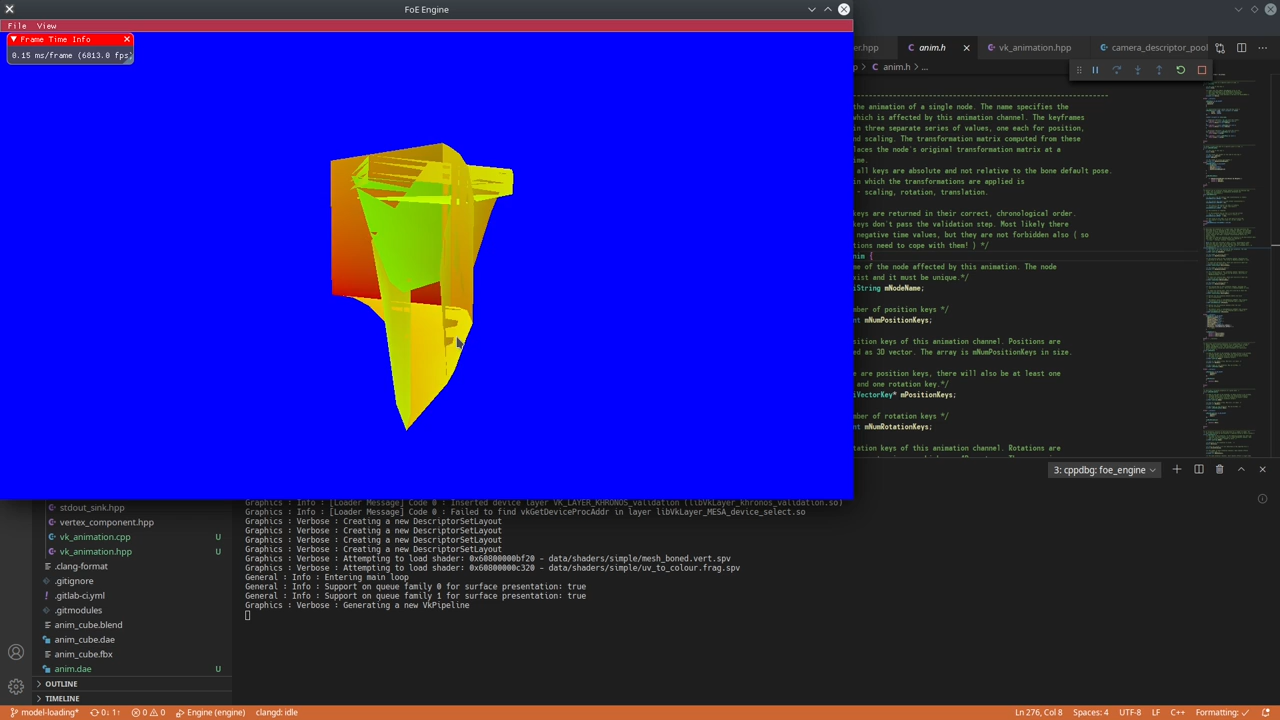 FoE Engine
File View
Frame Time Info
0.15 ms/frame (6813.0 fps)
er.hpp
anim.h
vk_animation.hpp
camera_descriptor_pool
p > anim.h > ...
the animation of a single node. The name specifies the
which is affected by this animation channel. The keyframes
in three separate series of values, one each for position,
nd scaling. The transformation matrix computed from these
laces the node's original transformation matrix at a
ime.
all keys are absolute and not relative to the bone default pose.
in which the transformations are applied is
- scaling, rotation, translation.
keys are returned in their correct, chronological order.
keys don't pass the validation step. Most likely there
negative time values, but they are not forbidden also ( so
tions need to cope with them! ) */
nim {
me of the node affected by this animation. The node
xist and it must be unique.*/
iString mNodeName;
mber of position keys */
nt mNumPositionKeys;
sition keys of this animation channel. Positions are
ed as 3D vector. The array is mNumPositionKeys in size.
e are position keys, there will also be at least one
and one rotation key.*/
iVectorKey* mPositionKeys;
mber of rotation keys */
nt mNumRotationKeys;
tation keys of this animation channel. Rotations are
3: cppdbg: foe_engine
Graphics : Info : [Loader Message] Code 0 : Inserted device layer VK_LAYER_KHRONOS_validation (libVkLayer_khronos_validation.so)
Graphics : Info : [Loader Message] Code 0 : Failed to find vkGetDeviceProcAddr in layer libVkLayer_MESA_device_select.so
Graphics : Verbose : Creating a new DescriptorSetLayout
Graphics : Verbose : Creating a new DescriptorSetLayout
Graphics : Verbose : Creating a new DescriptorSetLayout
Graphics : Verbose : Creating a new DescriptorSetLayout
Graphics : Verbose : Attempting to load shader: 0x60800000bf20 - data/shaders/simple/mesh_boned.vert.spv
Graphics : Verbose : Attempting to load shader: 0x60800000c320 - data/shaders/simple/uv_to_colour.frag.spv
General : Info : Entering main loop
General : Info : Support on queue family 0 for surface presentation: true
General : Info : Support on queue family 1 for surface presentation: true
Graphics : Verbose : Generating a new VkPipeline
stdout_sink.hpp
vertex_component.hpp
vk_animation.cpp U
vk_animation.hpp U
.clang-format
.gitignore
.gitlab-ci.yml
.gitmodules
anim_cube.blend
anim_cube.dae
anim_cube.fbx
anim.dae U
OUTLINE
TIMELINE
model-loading* 0↓ 1↑ 0 0 Engine (engine) clangd: idle
Ln 276, Col 8 Spaces: 4 UTF-8 LF C++ Formatting: ✓